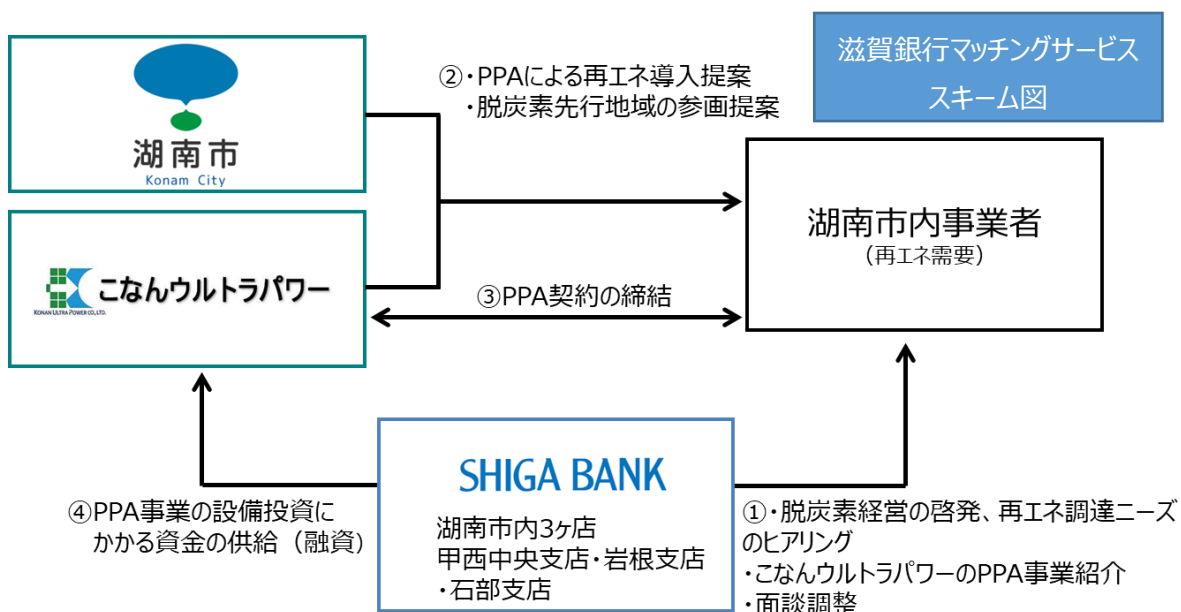 滋賀銀行マッチングサービス
スキーム図
湖南市
Konam City
②・PPAによる再エネ導入提案
・脱炭素先行地域の参画提案
湖南市内事業者
（再エネ需要）
こなんウルトラパワー
KONAN ULTRA POWER CO.,LTD.
③PPA契約の締結
④PPA事業の設備投資に
かかる資金の供給（融資）
SHIGA BANK
湖南市内3ヶ店
甲西中央支店・岩根支店
・石部支店
①・脱炭素経営の啓発、再エネ調達ニーズ
のヒアリング
・こなんウルトラパワーのPPA事業紹介
・面談調整